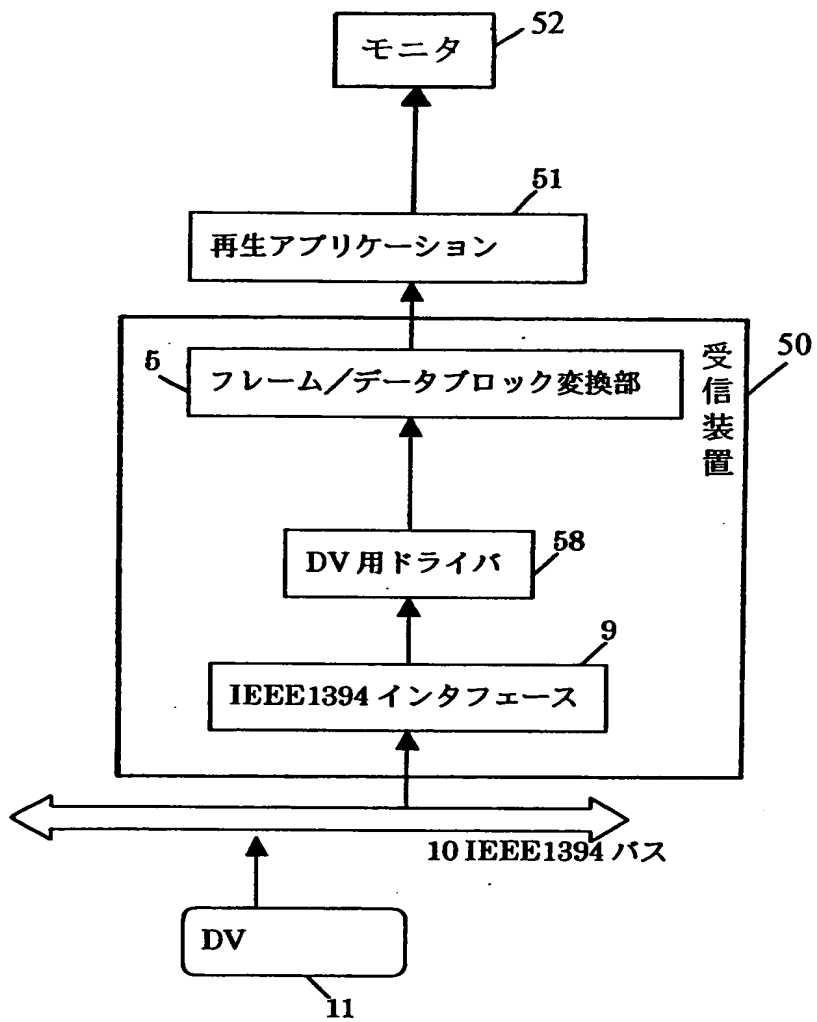 52
モニタ
51
再生アプリケーション
50
受信装置
5
フレーム／データブロック変換部
58
DV用ドライバ
9
IEEE1394インタフェース
10 IEEE1394バス
DV
11